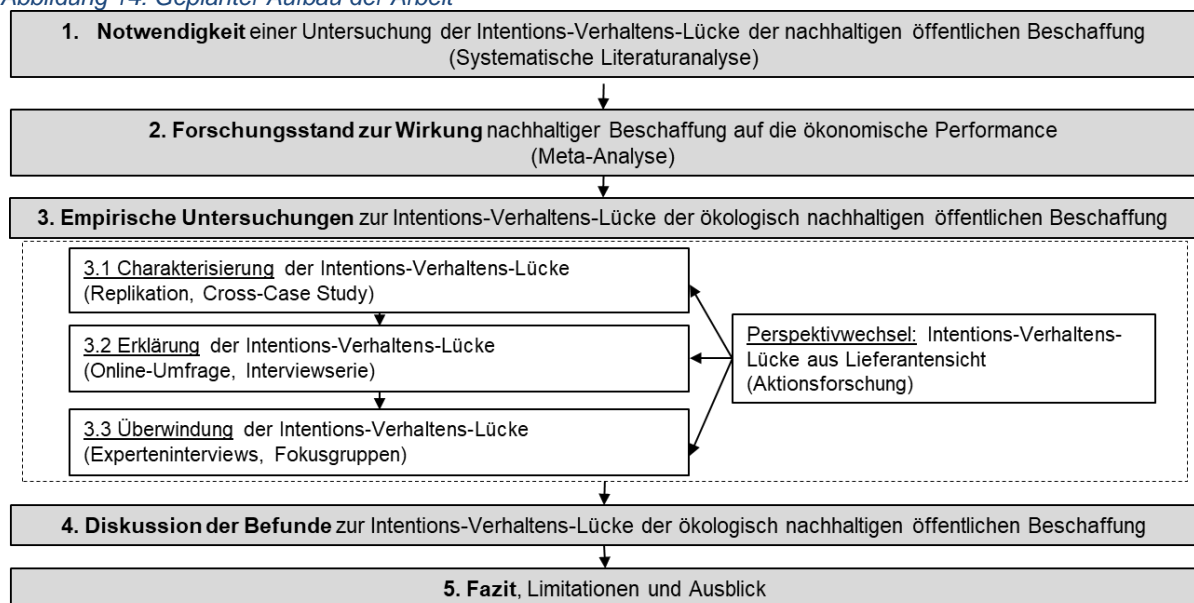 Abbildung 14: Geplanter Aufbau der Arbeit
1. Notwendigkeit einer Untersuchung der Intentions-Verhaltens-Lücke der nachhaltigen öffentlichen Beschaffung
(Systematische Literaturanalyse)
2. Forschungsstand zur Wirkung nachhaltiger Beschaffung auf die ökonomische Performance
(Meta-Analyse)
3. Empirische Untersuchungen zur Intentions-Verhaltens-Lücke der ökologisch nachhaltigen öffentlichen Beschaffung
3.1 Charakterisierung der Intentions-Verhaltens-Lücke
(Replikation, Cross-Case Study)
3.2 Erklärung der Intentions-Verhaltens-Lücke
(Online-Umfrage, Interviewserie)
3.3 Überwindung der Intentions-Verhaltens-Lücke
(Experteninterviews, Fokusgruppen)
Perspektivwechsel: Intentions-Verhaltens-
Lücke aus Lieferantensicht
(Aktionsforschung)
4. Diskussion der Befunde zur Intentions-Verhaltens-Lücke der ökologisch nachhaltigen öffentlichen Beschaffung
5. Fazit, Limitationen und Ausblick